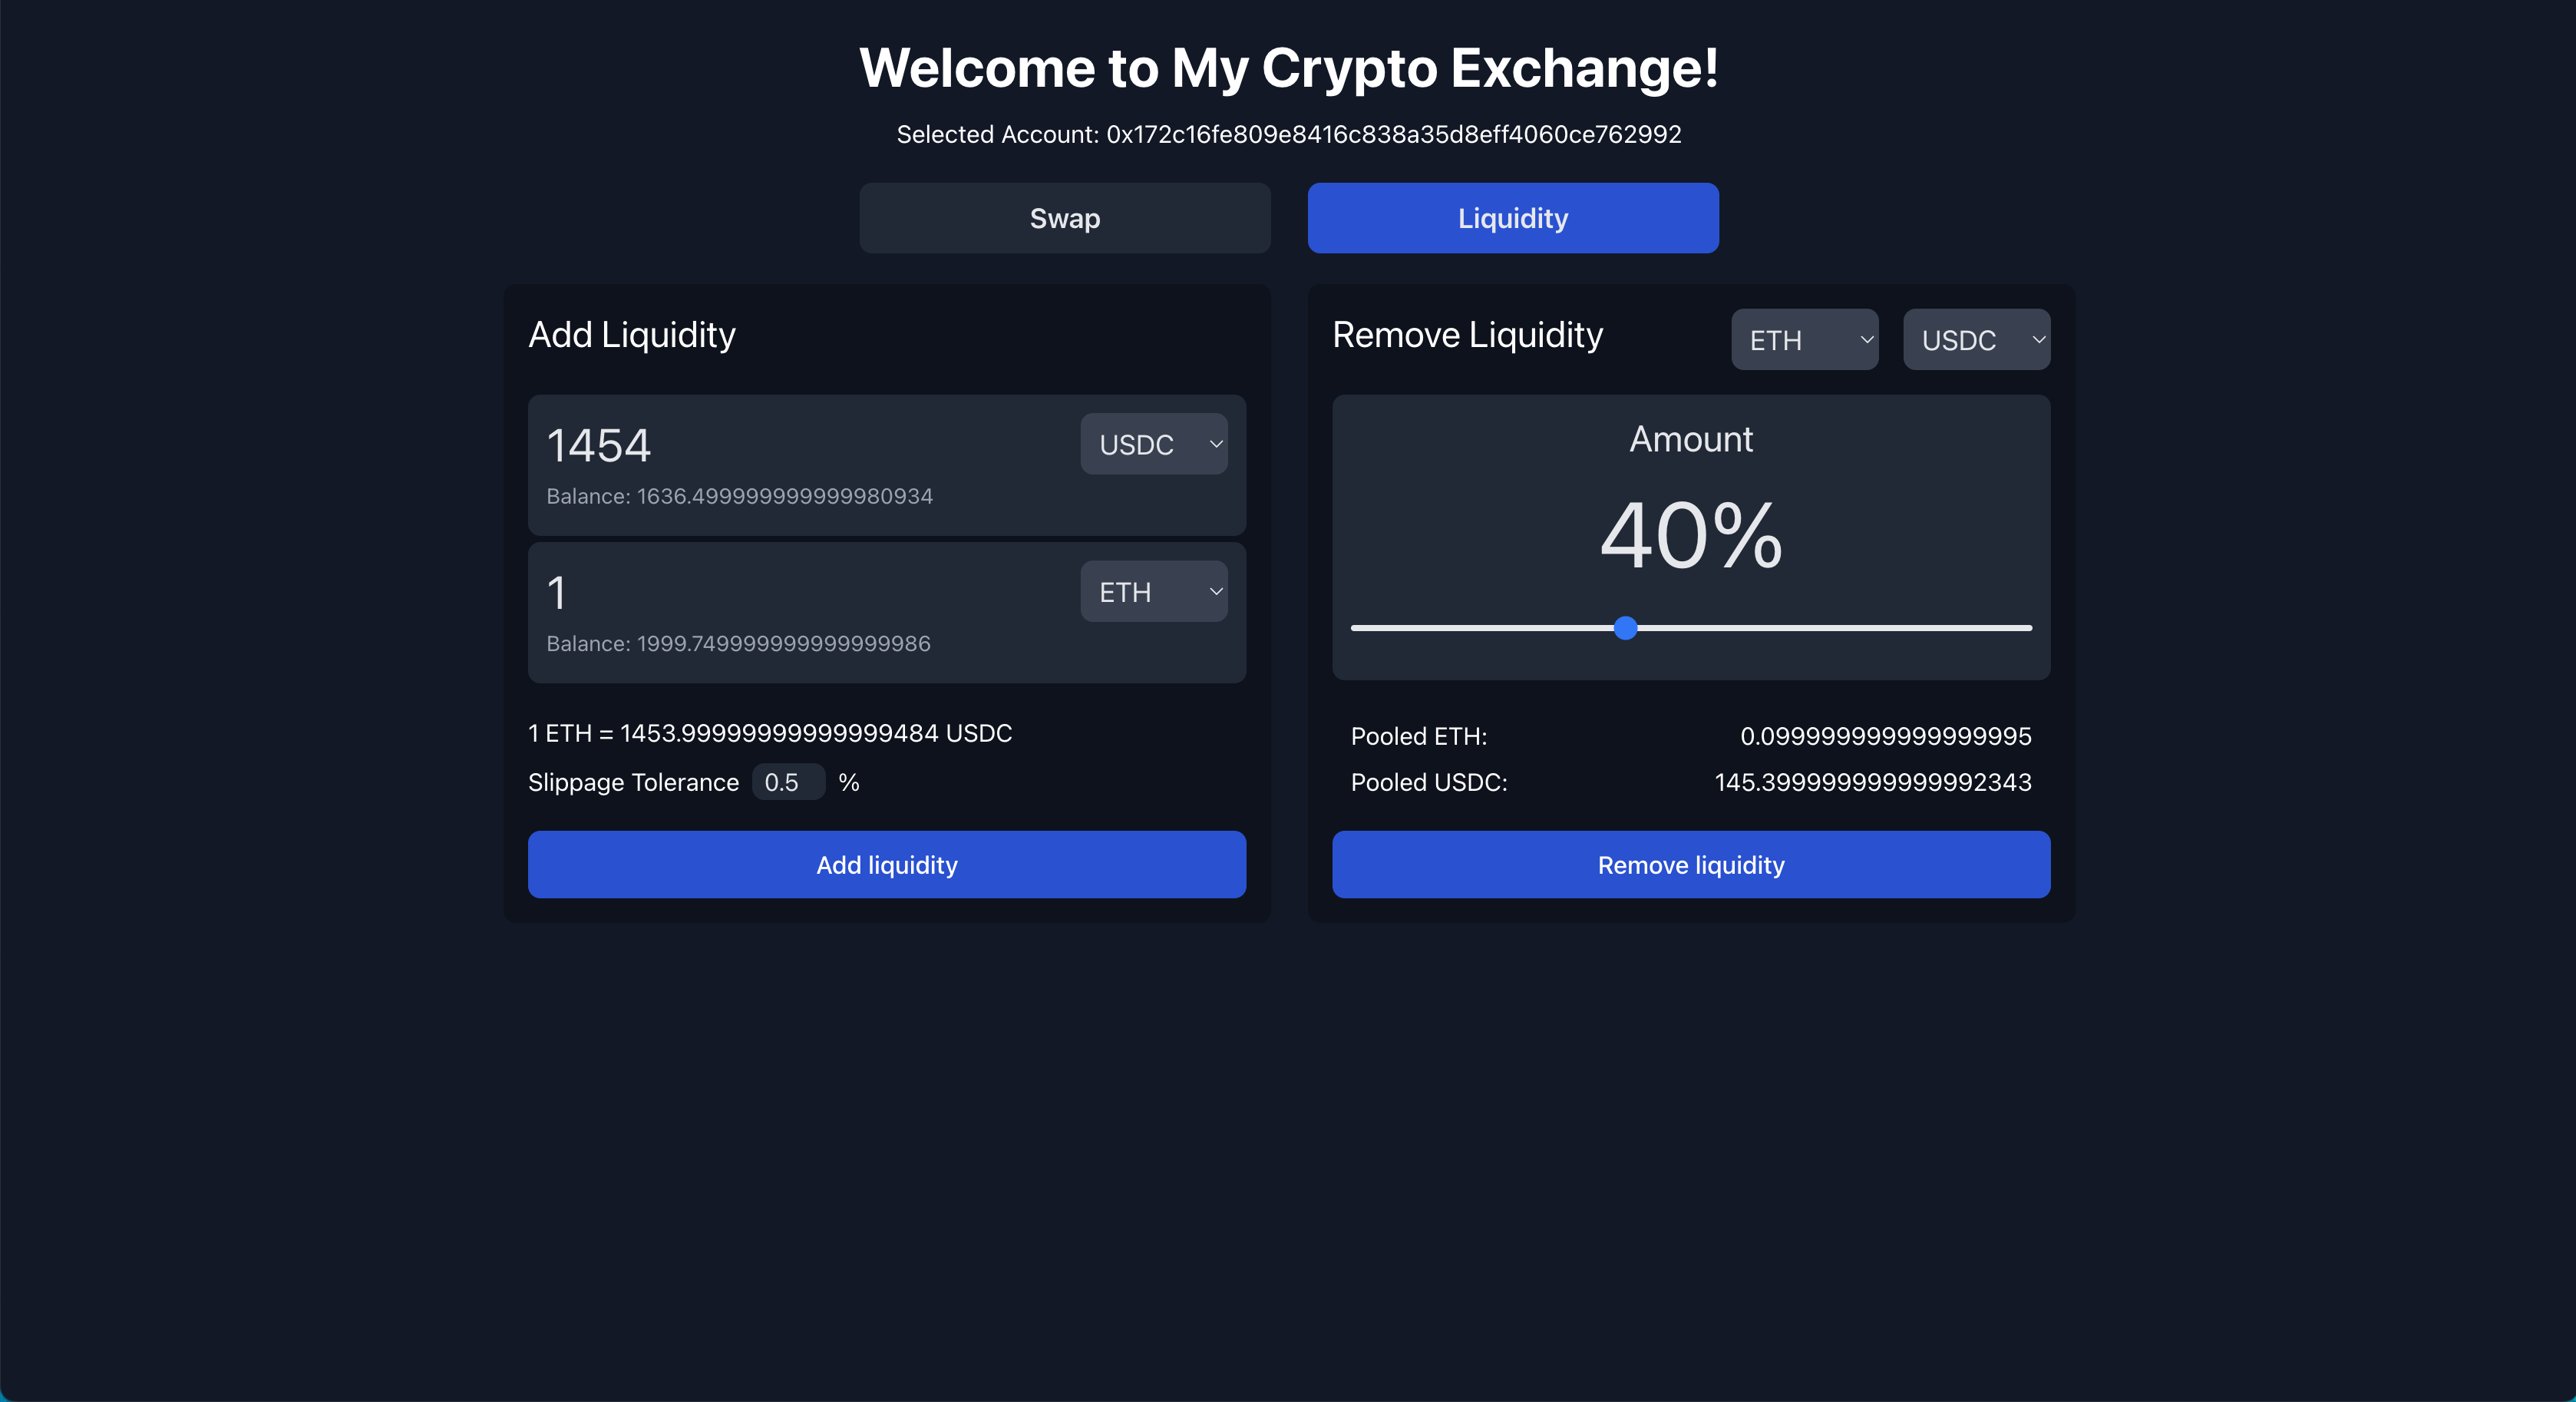 Welcome to My Crypto Exchange!
Selected Account: 0x172c16fe809e8416c838a35d8eff4060ce762992
Swap
Liquidity
Add Liquidity
1454
USDC
Balance: 1636.499999999999980934
1
ETH
Balance: 1999.749999999999999986
1 ETH = 1453.99999999999999484 USDC
Slippage Tolerance 0.5 %
Add liquidity
Remove Liquidity
ETH
USDC
Amount
40%
Pooled ETH: 0.099999999999999995
Pooled USDC: 145.399999999999992343
Remove liquidity